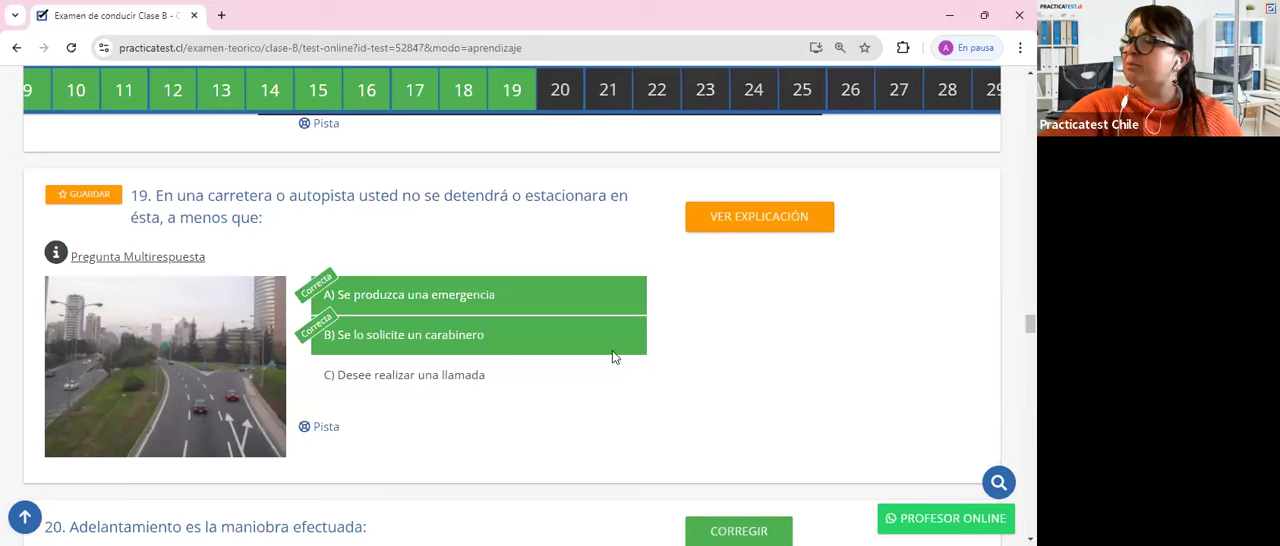 Examen de conducir Clase B - C
practicatest.cl/examen-teorico/clase-B/test-online?id-test=52847&modo=aprendizaje
A En pausa
PRACTICATEST.cl
9 10 11 12 13 14 15 16 17 18 19 20 21 22 23 24 25 26 27 28 29
Practicatest Chile
Pista
GUARDAR
19. En una carretera o autopista usted no se detendrá o estacionara en
ésta, a menos que:
VER EXPLICACIÓN
Pregunta Multirespuesta
Correcta
A) Se produzca una emergencia
Correcta
B) Se lo solicite un carabinero
C) Desee realizar una llamada
Pista
20. Adelantamiento es la maniobra efectuada:
CORREGIR
PROFESOR ONLINE